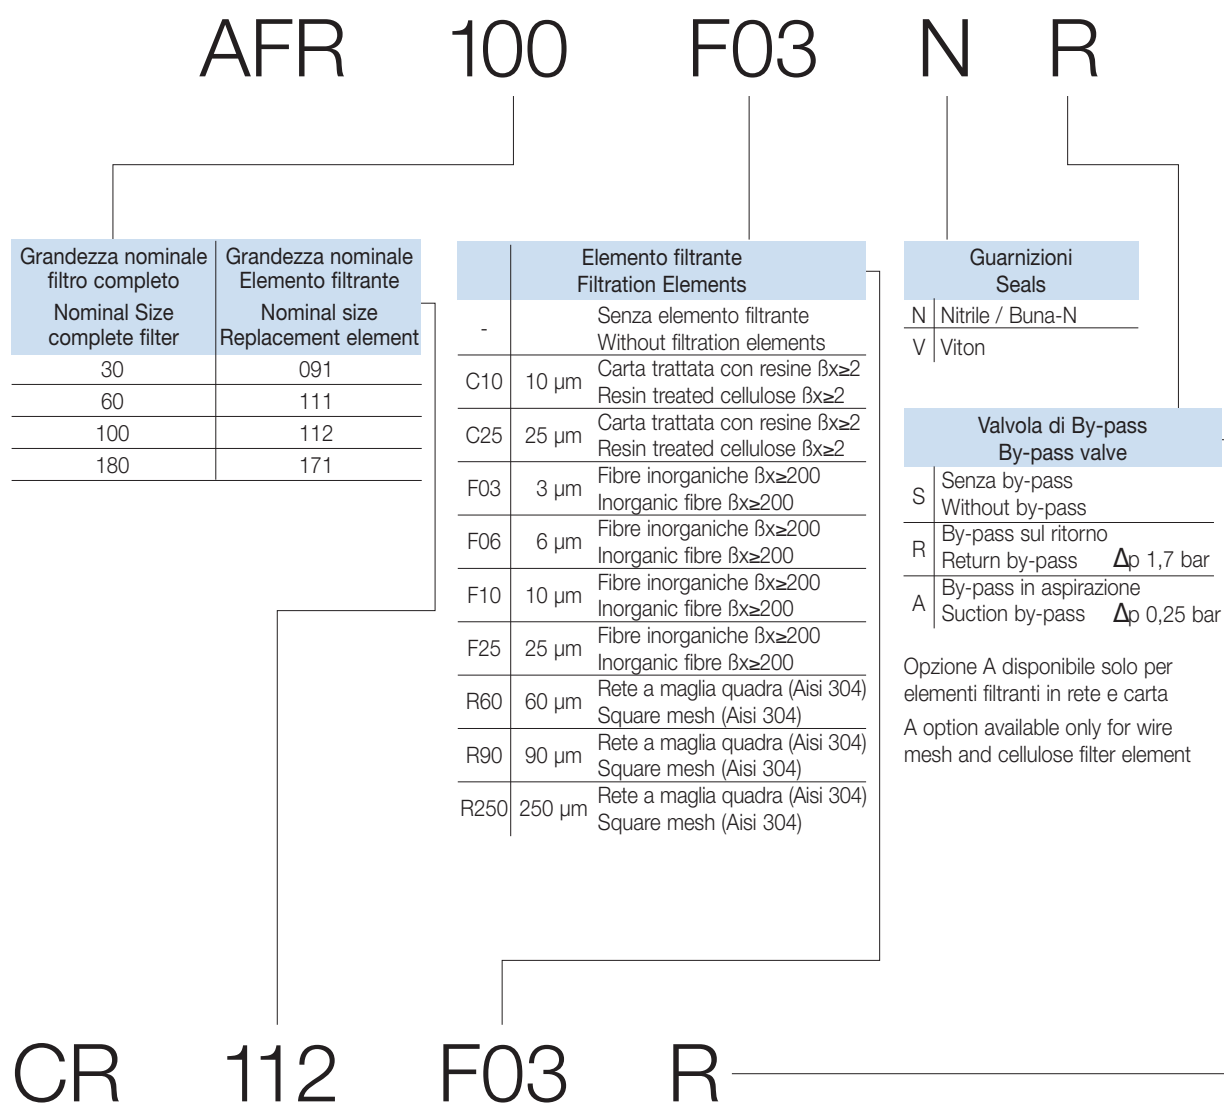 AFR 100 F03 N R
Grandezza nominale filtro completo
Nominal Size complete filter
Grandezza nominale Elemento filtrante
Nominal size Replacement element
30 091
60 111
100 112
180 171
Elemento filtrante
Filtration Elements
- Senza elemento filtrante
Without filtration elements
C10 10 µm Carta trattata con resine ßx≥2
Resin treated cellulose ßx≥2
C25 25 µm Carta trattata con resine ßx≥2
Resin treated cellulose ßx≥2
F03 3 µm Fibre inorganiche ßx≥200
Inorganic fibre ßx≥200
F06 6 µm Fibre inorganiche ßx≥200
Inorganic fibre ßx≥200
F10 10 µm Fibre inorganiche ßx≥200
Inorganic fibre ßx≥200
F25 25 µm Fibre inorganiche ßx≥200
Inorganic fibre ßx≥200
R60 60 µm Rete a maglia quadra (Aisi 304)
Square mesh (Aisi 304)
R90 90 µm Rete a maglia quadra (Aisi 304)
Square mesh (Aisi 304)
R250 250 µm Rete a maglia quadra (Aisi 304)
Square mesh (Aisi 304)
Guarnizioni
Seals
N Nitrile / Buna-N
V Viton
Valvola di By-pass
By-pass valve
S Senza by-pass
Without by-pass
R By-pass sul ritorno
Return by-pass Δp 1,7 bar
A By-pass in aspirazione
Suction by-pass Δp 0,25 bar
Opzione A disponibile solo per
elementi filtranti in rete e carta
A option available only for wire
mesh and cellulose filter element
CR 112 F03 R